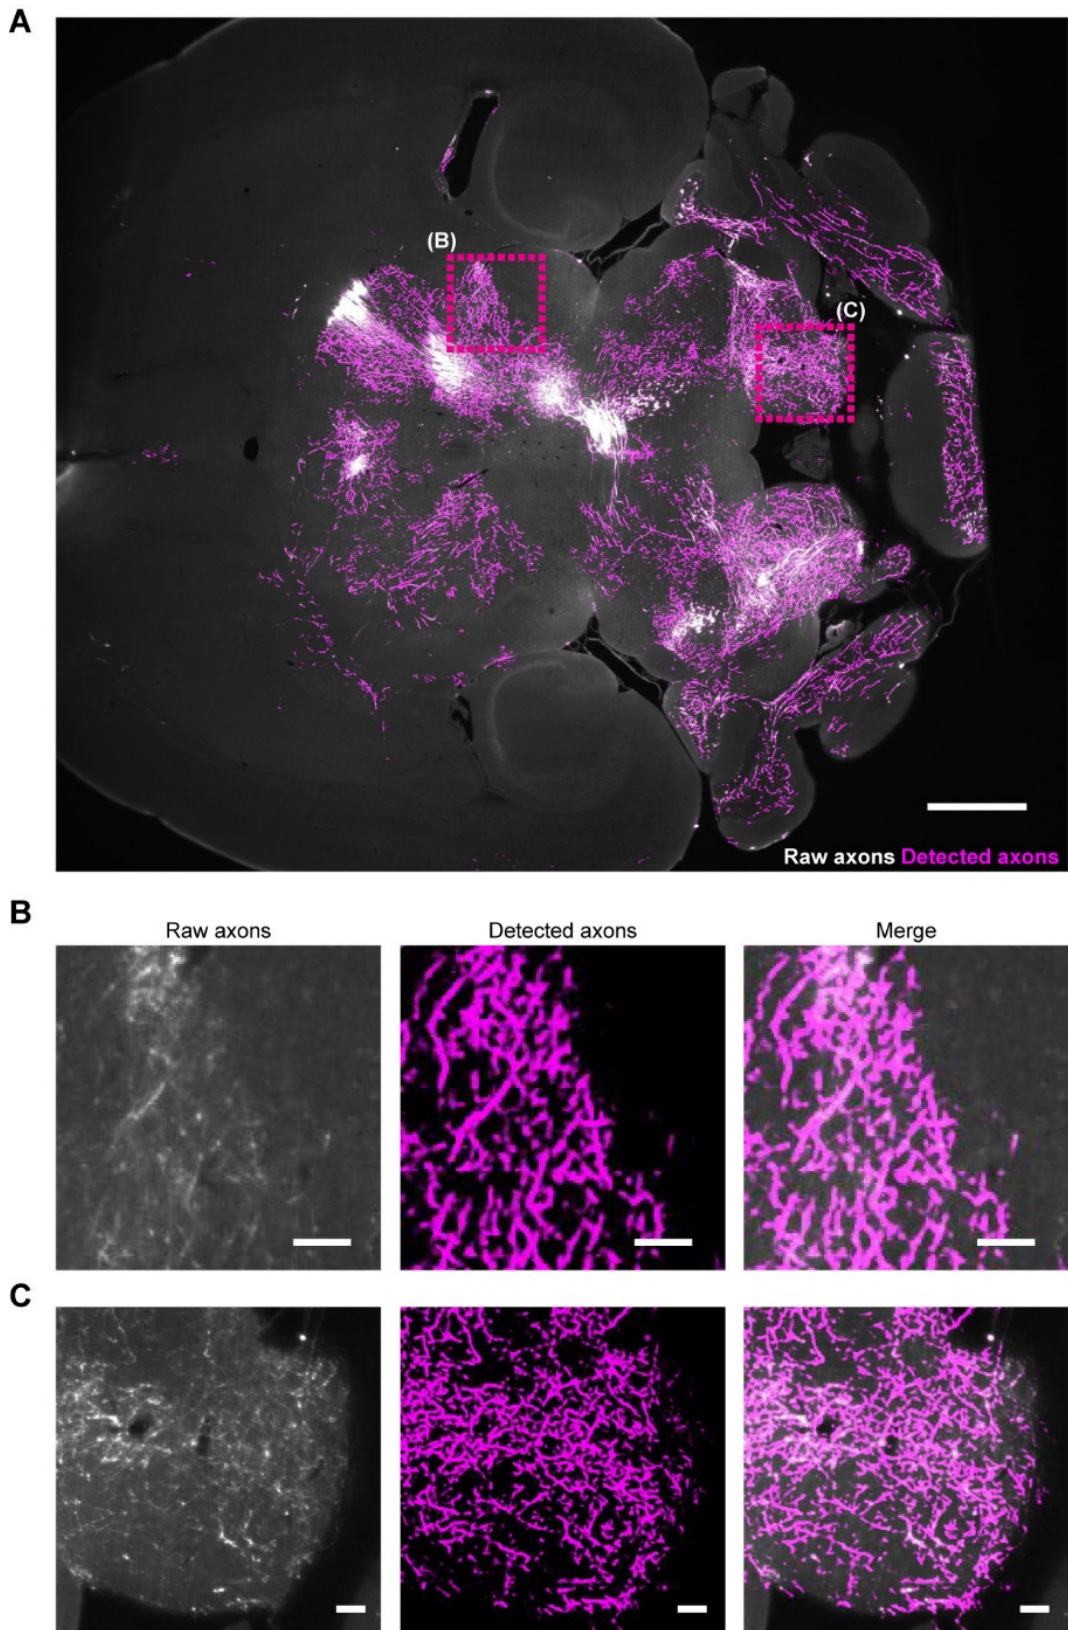 A
(B)
(C)
Raw axons Detected axons
B
Raw axons Detected axons Merge
C